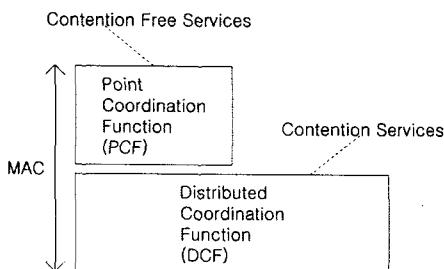 Contention Free Services
Point
Coordination
Function
(PCF)
Contention Services
MAC
Distributed
Coordination
Function
(DCF)